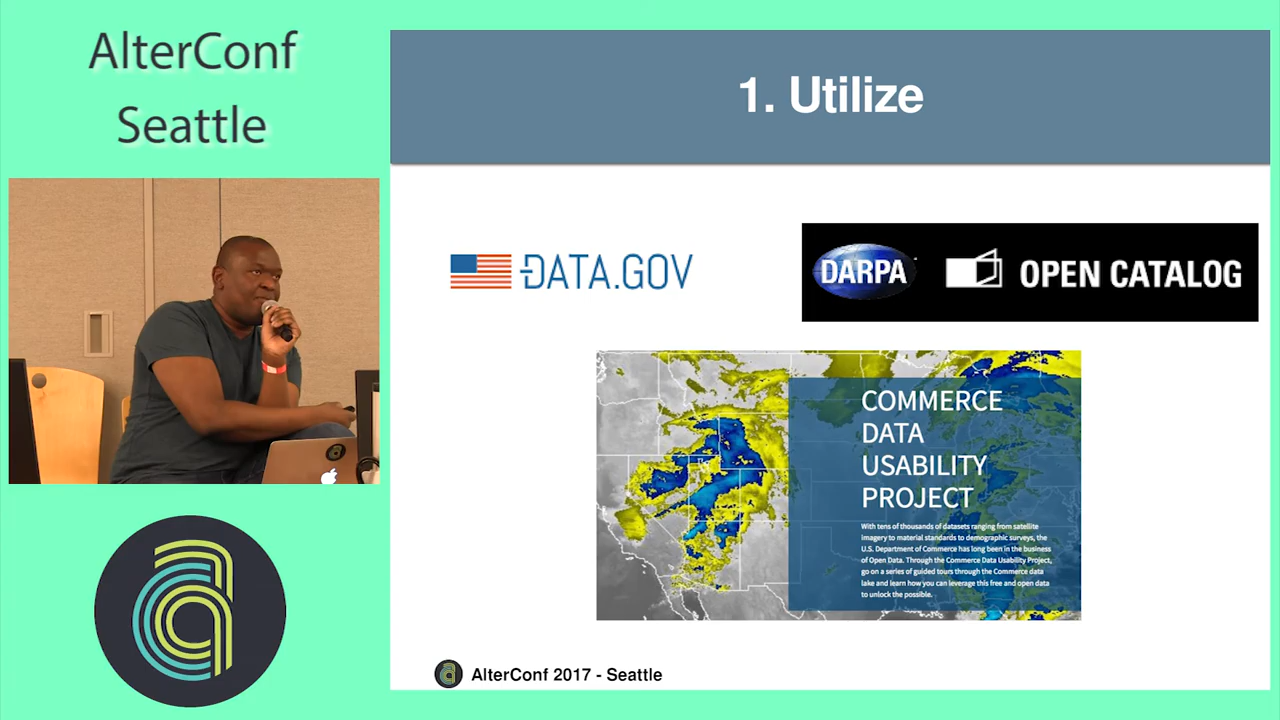 AlterConf
Seattle
1. Utilize
DATA.GOV
DARPA
OPEN CATALOG
COMMERCE
DATA
USABILITY
PROJECT
With tens of thousands of datasets ranging from satellite
imagery to material standards to demographic surveys, the
U.S. Department of Commerce has long been in the business
of Open Data. Through the Commerce Data Usability Project,
go on a series of guided tours through the Commerce data
lake and learn how you can leverage this free and open data
to unlock the possible.
AlterConf 2017 - Seattle